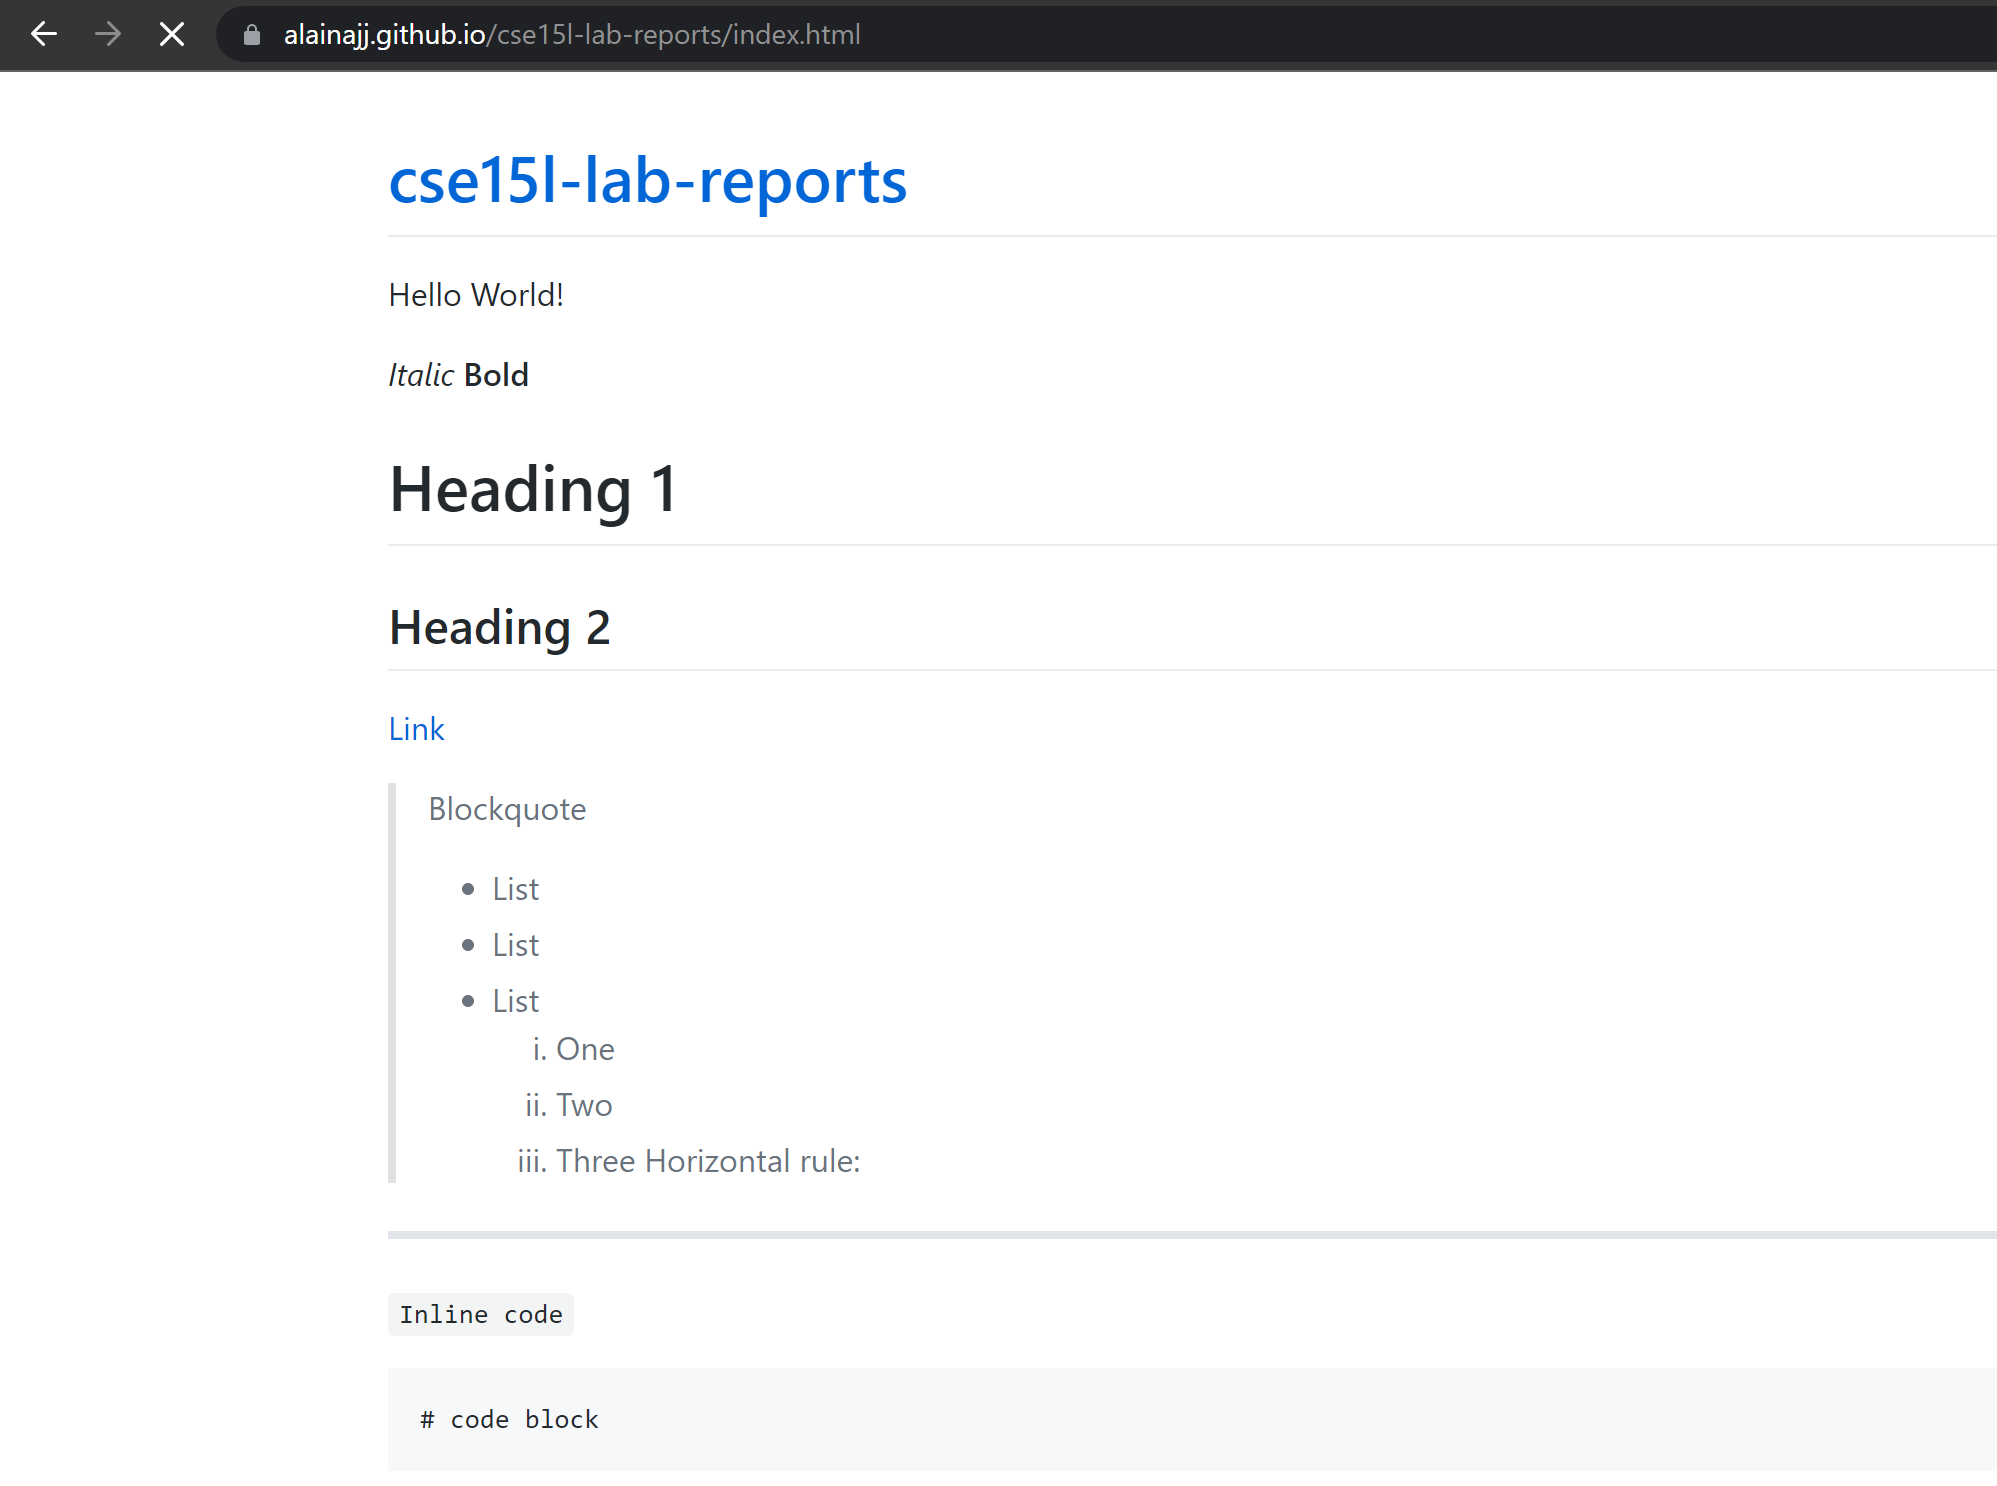 alainajj.github.io/cse15l-lab-reports/index.html
cse15l-lab-reports
Hello World!
Italic Bold
Heading 1
Heading 2
Link
Blockquote
• List
• List
• List
i. One
ii. Two
iii. Three Horizontal rule:
Inline code
# code block